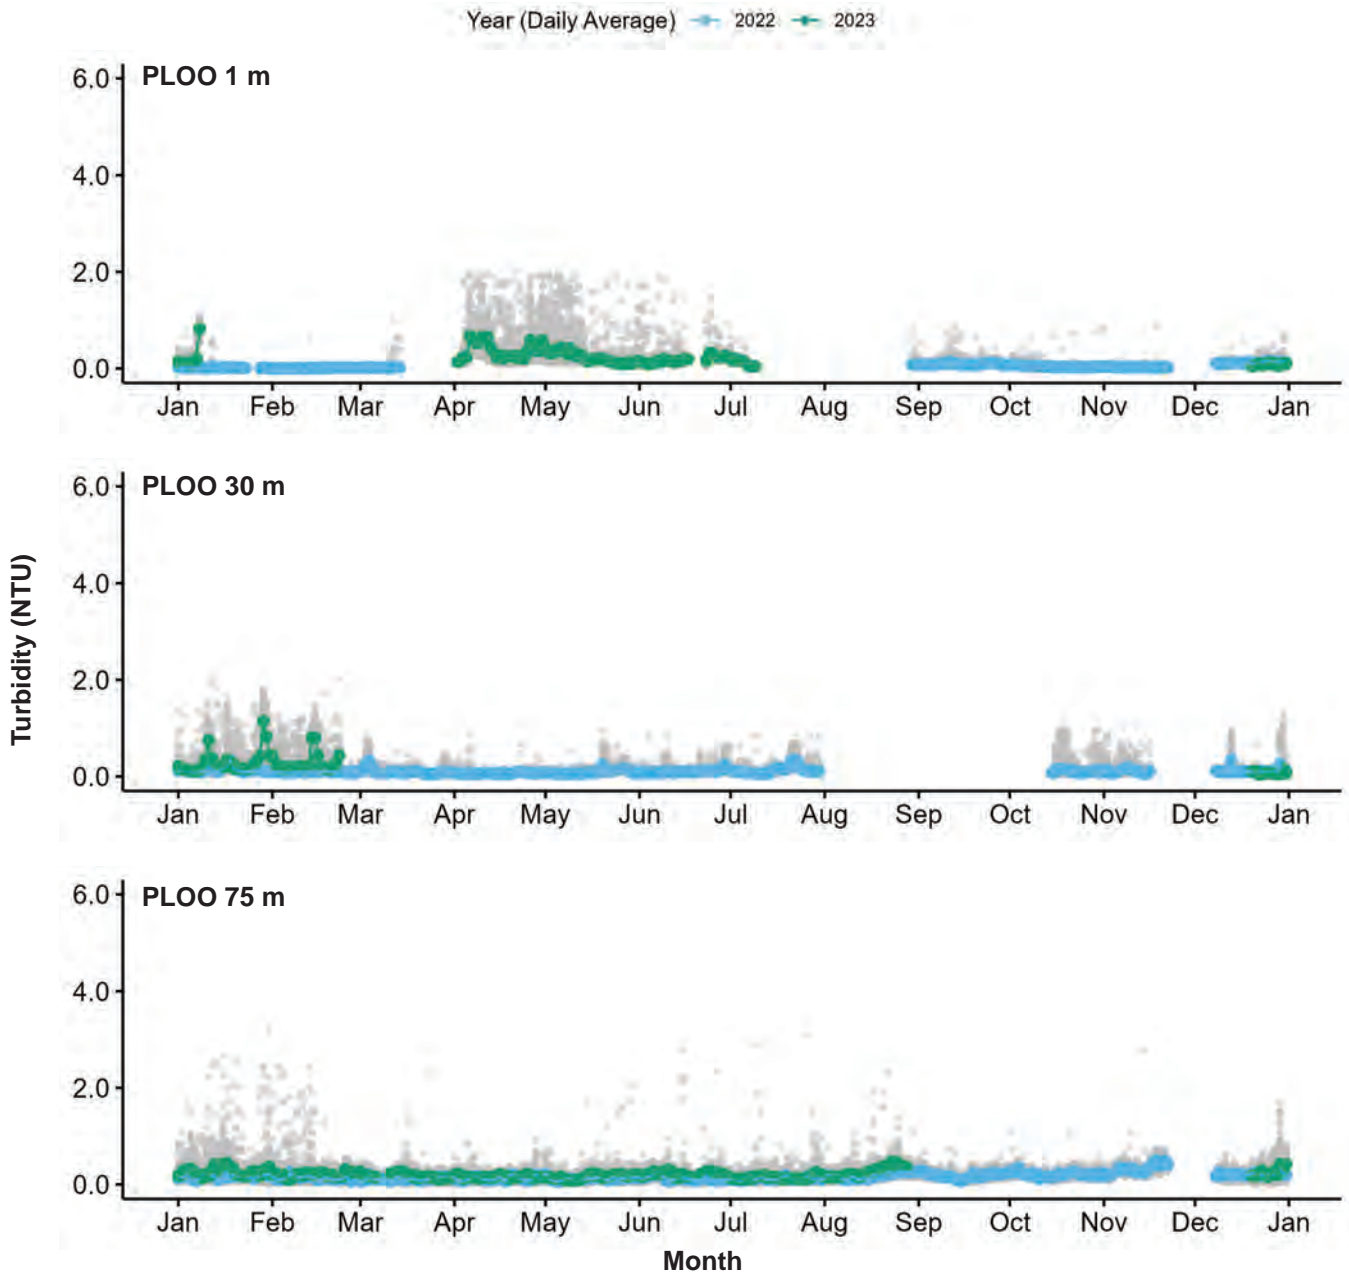 Year (Daily Average) 2022 2023
PLOO 1 m
6.0
4.0
2.0
0.0
Jan Feb Mar Apr May Jun Jul Aug Sep Oct Nov Dec Jan
PLOO 30 m
6.0
4.0
2.0
0.0
Jan Feb Mar Apr May Jun Jul Aug Sep Oct Nov Dec Jan
Turbidity (NTU)
PLOO 75 m
6.0
4.0
2.0
0.0
Jan Feb Mar Apr May Jun Jul Aug Sep Oct Nov Dec Jan
Month